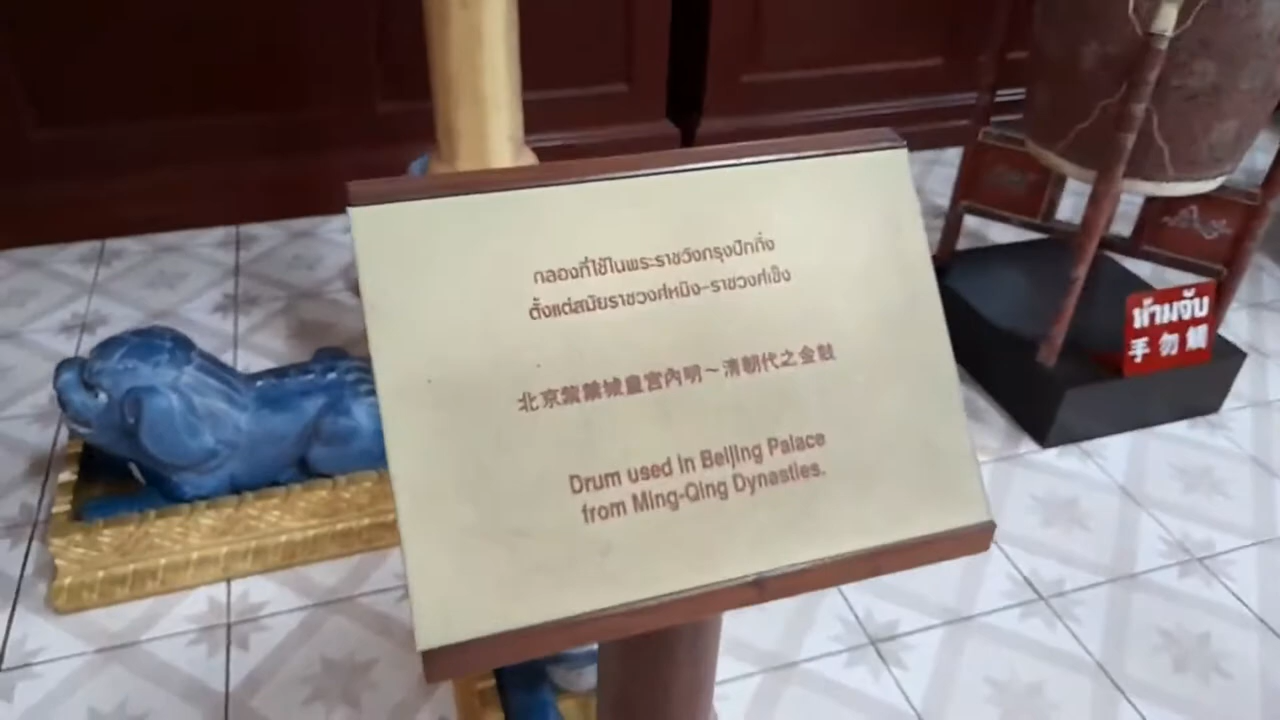 กลองที่ใช้ในพระราชวังกรุงปักกิ่ง
ตั้งแต่สมัยราชวงศ์หมิง-ราชวงศ์เช็ง
北京紫禁城皇宮內明～清朝代之金鼓
Drum used in Beijing Palace
from Ming-Qing Dynasties.
ห้ามจับ
手勿觸